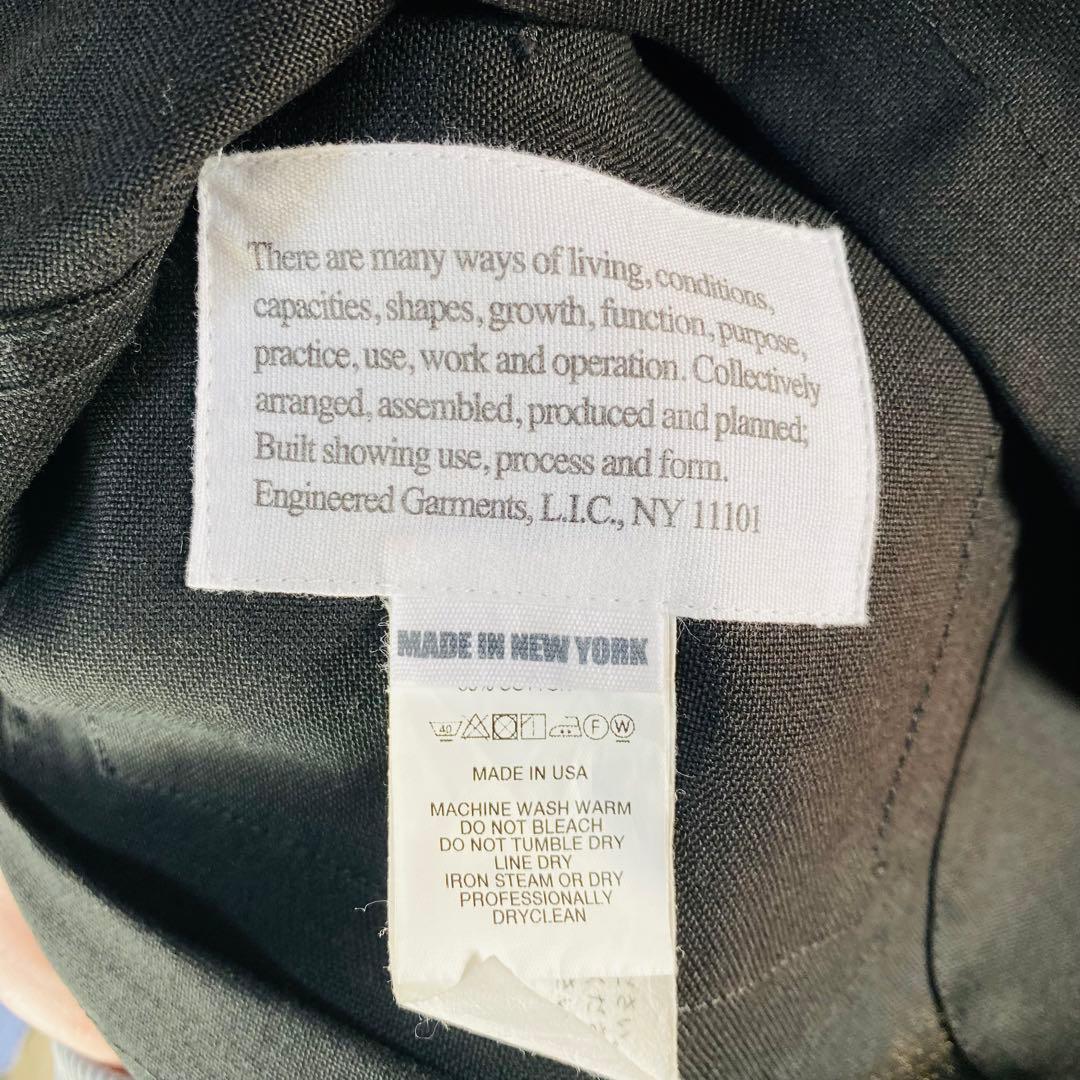 There are many ways of living, conditions,
capacities, shapes, growth, function, purpose,
practice, use, work and operation. Collectively
arranged, assembled, produced and planned;
Built showing use, process and form.
Engineered Garments, L.I.C., NY 11101
MADE IN NEW YORK
40 F W
MADE IN USA
MACHINE WASH WARM
DO NOT BLEACH
DO NOT TUMBLE DRY
LINE DRY
IRON STEAM OR DRY
PROFESSIONALLY
DRYCLEAN